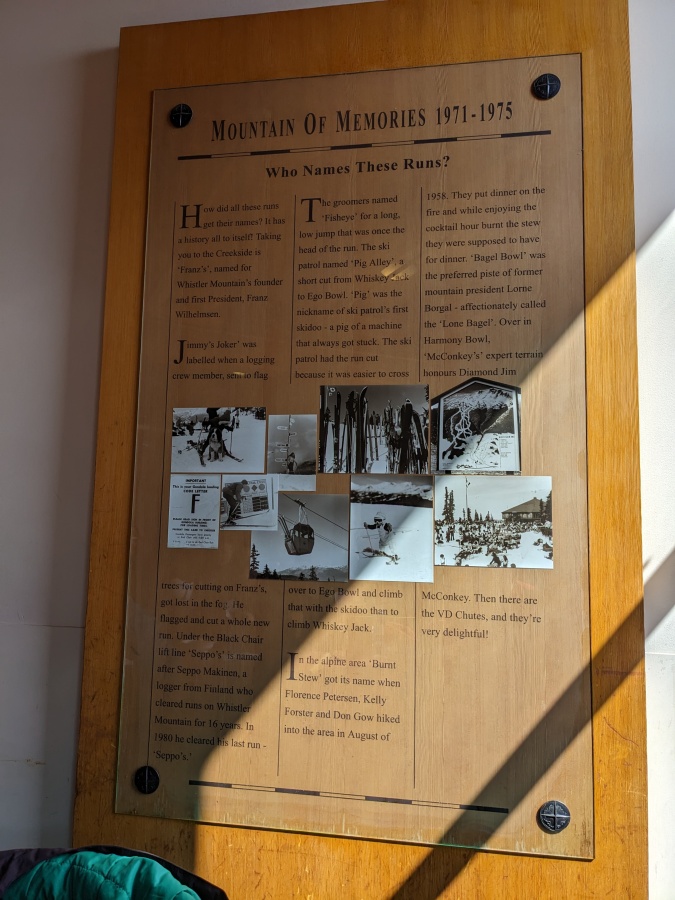 MOUNTAIN OF MEMORIES 1971-1975
Who Names These Runs?
How did all these runs
get their names? It has
a history all to itself! Taking
you to the Creekside is
'Franz's', named for
Whistler Mountain's founder
and first President, Franz
Wilhelmsen.
Jimmy's Joker' was
labelled when a logging
crew member, sent to flag
trees for cutting on Franz's,
got lost in the fog. He
flagged and cut a whole new
run. Under the Black Chair
lift line 'Seppo's' is named
after Seppo Makinen, a
logger from Finland who
cleared runs on Whistler
Mountain for 16 years. In
1980 he cleared his last run -
'Seppo's.'
The groomers named
'Fisheye' for a long,
low jump that was once the
head of the run. The ski
patrol named 'Pig Alley', a
short cut from Whiskey Jack
to Ego Bowl. 'Pig' was the
nickname of ski patrol's first
skidoo - a pig of a machine
that always got stuck. The ski
patrol had the run cut
because it was easier to cross
over to Ego Bowl and climb
that with the skidoo than to
climb Whiskey Jack.
In the alpine area 'Burnt
Stew' got its name when
Florence Petersen, Kelly
Forster and Don Gow hiked
into the area in August of
1958. They put dinner on the
fire and while enjoying the
cocktail hour burnt the stew
they were supposed to have
for dinner. 'Bagel Bowl' was
the preferred piste of former
mountain president Lorne
Borgal - affectionately called
the 'Lone Bagel'. Over in
Harmony Bowl,
'McConkey's' expert terrain
honours Diamond Jim
McConkey. Then there are
the VD Chutes, and they're
very delightful!
IMPORTANT!
This is your Gondola loading
CODE LETTER
F